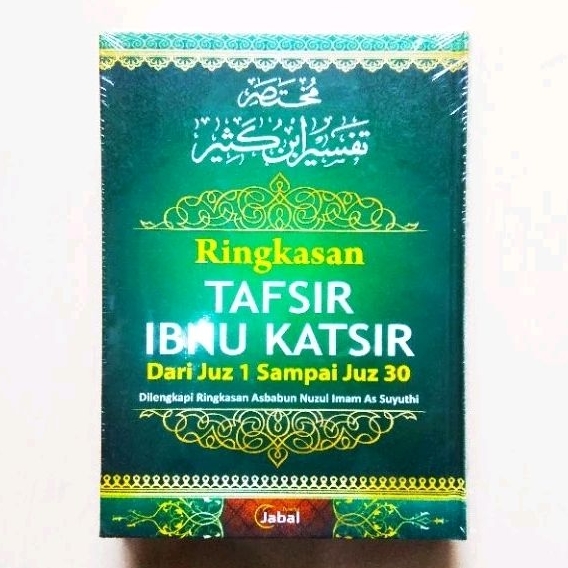 مختصر
تفسير ابن كثير
Ringkasan
TAFSIR
IBNU KATSIR
Dari Juz 1 Sampai Juz 30
Dilengkapi Ringkasan Asbabun Nuzul Imam As Suyuthi
Jabal